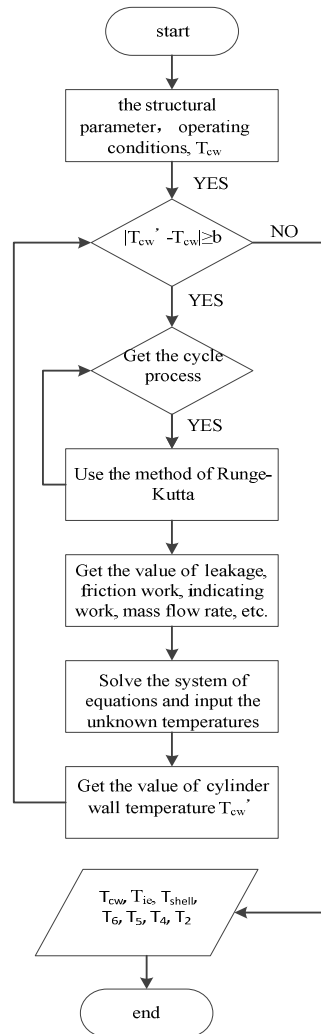 start
the structural
parameter, operating
conditions, Tcw
YES
|Tcw' -Tcw|≥b
NO
YES
Get the cycle
process
YES
Use the method of Runge-
Kutta
Get the value of leakage,
friction work, indicating
work, mass flow rate, etc.
Solve the system of
equations and input the
unknown temperatures
Get the value of cylinder
wall temperature Tcw'
Tcw, Tie, Tshell,
T6, T5, T4, T2
end